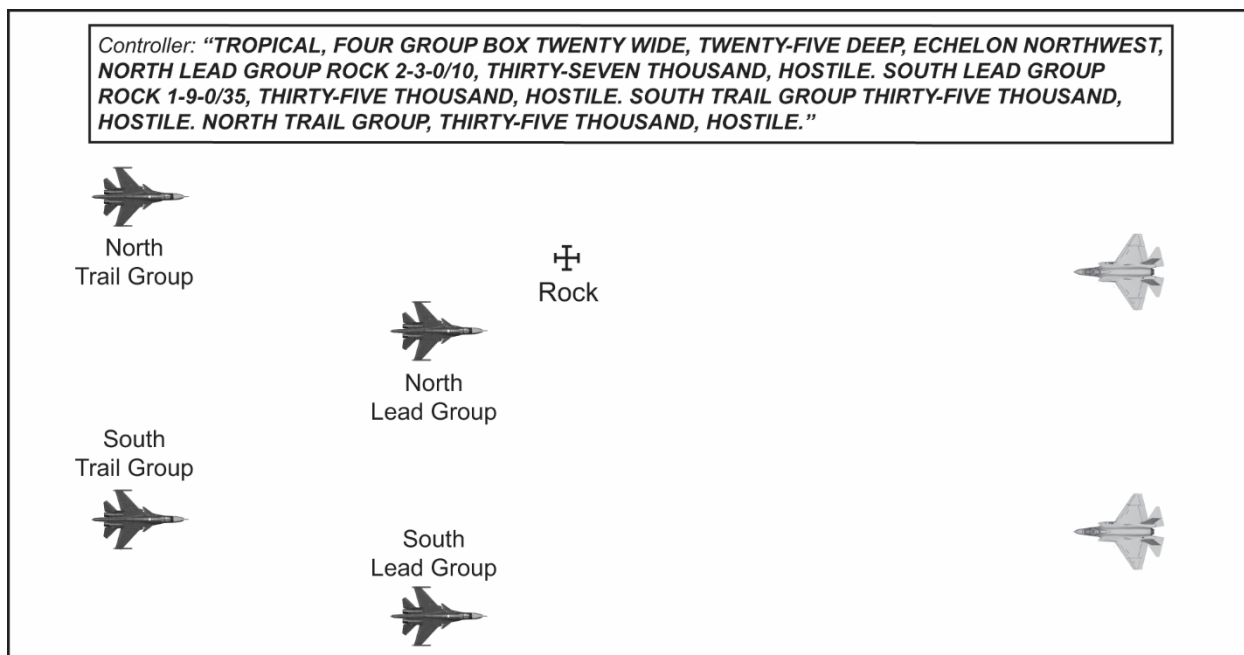 Controller: “TROPICAL, FOUR GROUP BOX TWENTY WIDE, TWENTY-FIVE DEEP, ECHELON NORTHWEST,
NORTH LEAD GROUP ROCK 2-3-0/10, THIRTY-SEVEN THOUSAND, HOSTILE. SOUTH LEAD GROUP
ROCK 1-9-0/35, THIRTY-FIVE THOUSAND, HOSTILE. SOUTH TRAIL GROUP THIRTY-FIVE THOUSAND,
HOSTILE. NORTH TRAIL GROUP, THIRTY-FIVE THOUSAND, HOSTILE.”
North
Trail Group
Rock
North
Lead Group
South
Trail Group
South
Lead Group